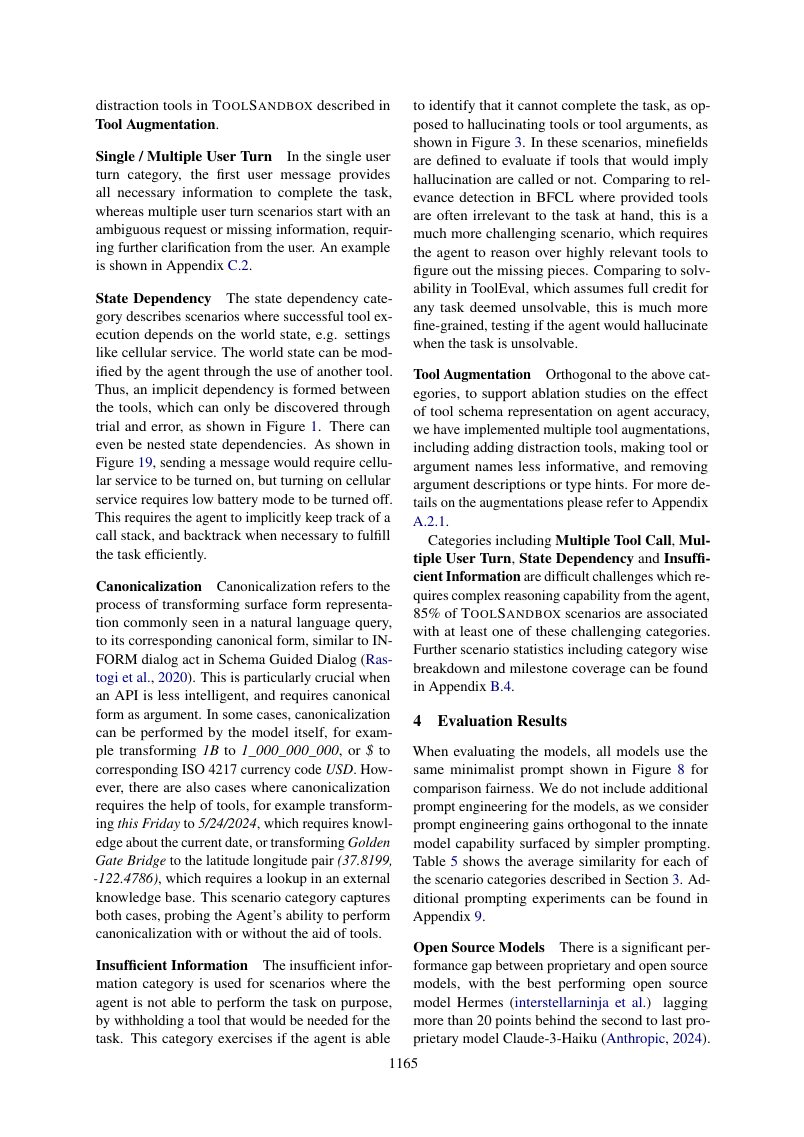 distraction tools in TOOLSANDBOX described in
Tool Augmentation.
Single / Multiple User Turn In the single user
turn category, the first user message provides
all necessary information to complete the task,
whereas multiple user turn scenarios start with an
ambiguous request or missing information, requir-
ing further clarification from the user. An example
is shown in Appendix C.2.
State Dependency The state dependency cate-
gory describes scenarios where successful tool ex-
ecution depends on the world state, e.g. settings
like cellular service. The world state can be mod-
ified by the agent through the use of another tool.
Thus, an implicit dependency is formed between
the tools, which can only be discovered through
trial and error, as shown in Figure 1. There can
even be nested state dependencies. As shown in
Figure 19, sending a message would require cellu-
lar service to be turned on, but turning on cellular
service requires low battery mode to be turned off.
This requires the agent to implicitly keep track of a
call stack, and backtrack when necessary to fulfill
the task efficiently.
Canonicalization Canonicalization refers to the
process of transforming surface form representa-
tion commonly seen in a natural language query,
to its corresponding canonical form, similar to IN-
FORM dialog act in Schema Guided Dialog (Ras-
togi et al., 2020). This is particularly crucial when
an API is less intelligent, and requires canonical
form as argument. In some cases, canonicalization
can be performed by the model itself, for exam-
ple transforming 1B to 1_000_000_000, or $ to
corresponding ISO 4217 currency code USD. How-
ever, there are also cases where canonicalization
requires the help of tools, for example transform-
ing this Friday to 5/24/2024, which requires knowl-
edge about the current date, or transforming Golden
Gate Bridge to the latitude longitude pair (37.8199,
-122.4786), which requires a lookup in an external
knowledge base. This scenario category captures
both cases, probing the Agent's ability to perform
canonicalization with or without the aid of tools.
Insufficient Information The insufficient infor-
mation category is used for scenarios where the
agent is not able to perform the task on purpose,
by withholding a tool that would be needed for the
task. This category exercises if the agent is able
to identify that it cannot complete the task, as op-
posed to hallucinating tools or tool arguments, as
shown in Figure 3. In these scenarios, minefields
are defined to evaluate if tools that would imply
hallucination are called or not. Comparing to rel-
evance detection in BFCL where provided tools
are often irrelevant to the task at hand, this is a
much more challenging scenario, which requires
the agent to reason over highly relevant tools to
figure out the missing pieces. Comparing to solv-
ability in ToolEval, which assumes full credit for
any task deemed unsolvable, this is much more
fine-grained, testing if the agent would hallucinate
when the task is unsolvable.
Tool Augmentation Orthogonal to the above cat-
egories, to support ablation studies on the effect
of tool schema representation on agent accuracy,
we have implemented multiple tool augmentations,
including adding distraction tools, making tool or
argument names less informative, and removing
argument descriptions or type hints. For more de-
tails on the augmentations please refer to Appendix
A.2.1.
Categories including Multiple Tool Call, Mul-
tiple User Turn, State Dependency and Insuffi-
cient Information are difficult challenges which re-
quires complex reasoning capability from the agent,
85% of TOOLSANDBOX scenarios are associated
with at least one of these challenging categories.
Further scenario statistics including category wise
breakdown and milestone coverage can be found
in Appendix B.4.
4 Evaluation Results
When evaluating the models, all models use the
same minimalist prompt shown in Figure 8 for
comparison fairness. We do not include additional
prompt engineering for the models, as we consider
prompt engineering gains orthogonal to the innate
model capability surfaced by simpler prompting.
Table 5 shows the average similarity for each of
the scenario categories described in Section 3. Ad-
ditional prompting experiments can be found in
Appendix 9.
Open Source Models There is a significant per-
formance gap between proprietary and open source
models, with the best performing open source
model Hermes (interstellarninja et al.) lagging
more than 20 points behind the second to last pro-
prietary model Claude-3-Haiku (Anthropic, 2024).
1165